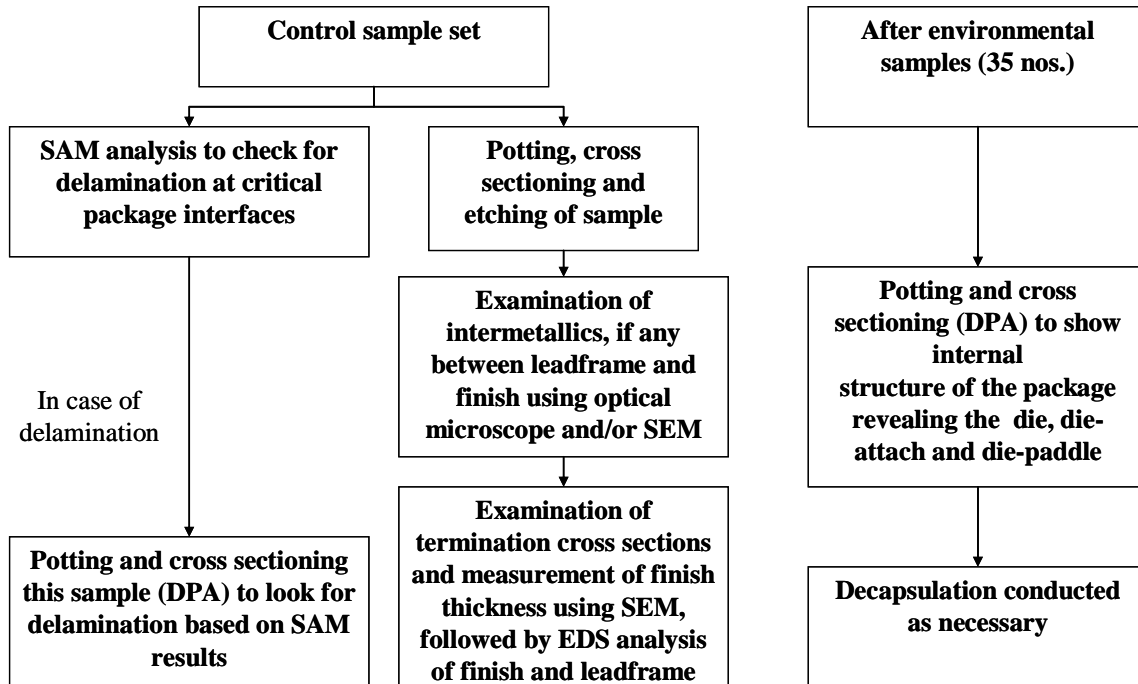 Control sample set
After environmental
samples (35 nos.)
SAM analysis to check for
delamination at critical
package interfaces
Potting, cross
sectioning and
etching of sample
Examination of
intermetallics, if any
between leadframe and
finish using optical
microscope and/or SEM
Potting and cross
sectioning (DPA) to show
internal
structure of the package
revealing the die, die-
attach and die-paddle
In case of
delamination
Potting and cross sectioning
this sample (DPA) to look for
delamination based on SAM
results
Examination of
termination cross sections
and measurement of finish
thickness using SEM,
followed by EDS analysis
of finish and leadframe
Decapsulation conducted
as necessary